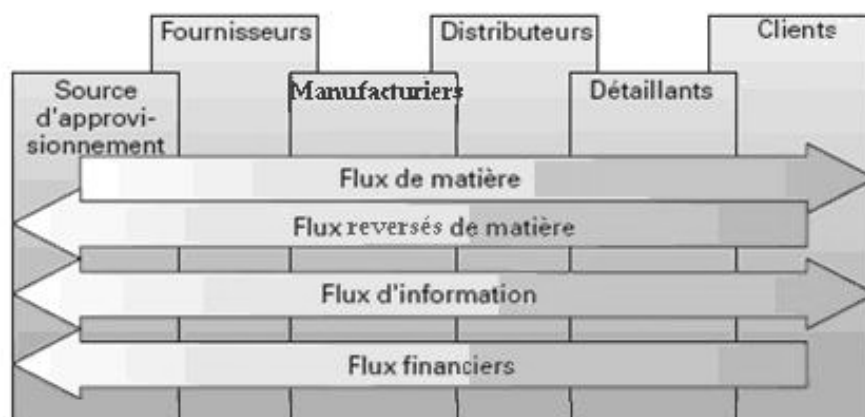 Fournisseurs
Distributeurs
Clients
Source
d'approvi-
sionnement
Manufacturiers
Détaillants
Flux de matière
Flux reversés de matière
Flux d'information
Flux financiers